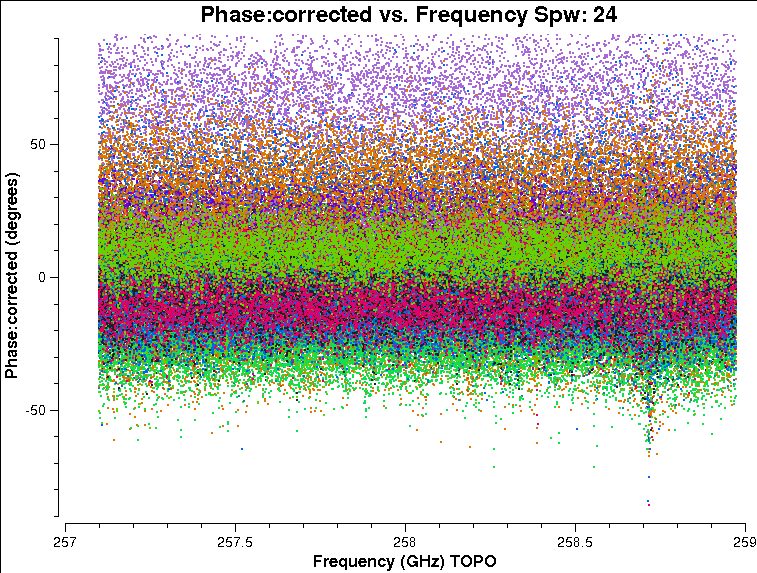 Phase:corrected vs. Frequency Spw: 24
Phase:corrected (degrees)
50
0
-50
257
257.5
258
258.5
259
Frequency (GHz) TOPO